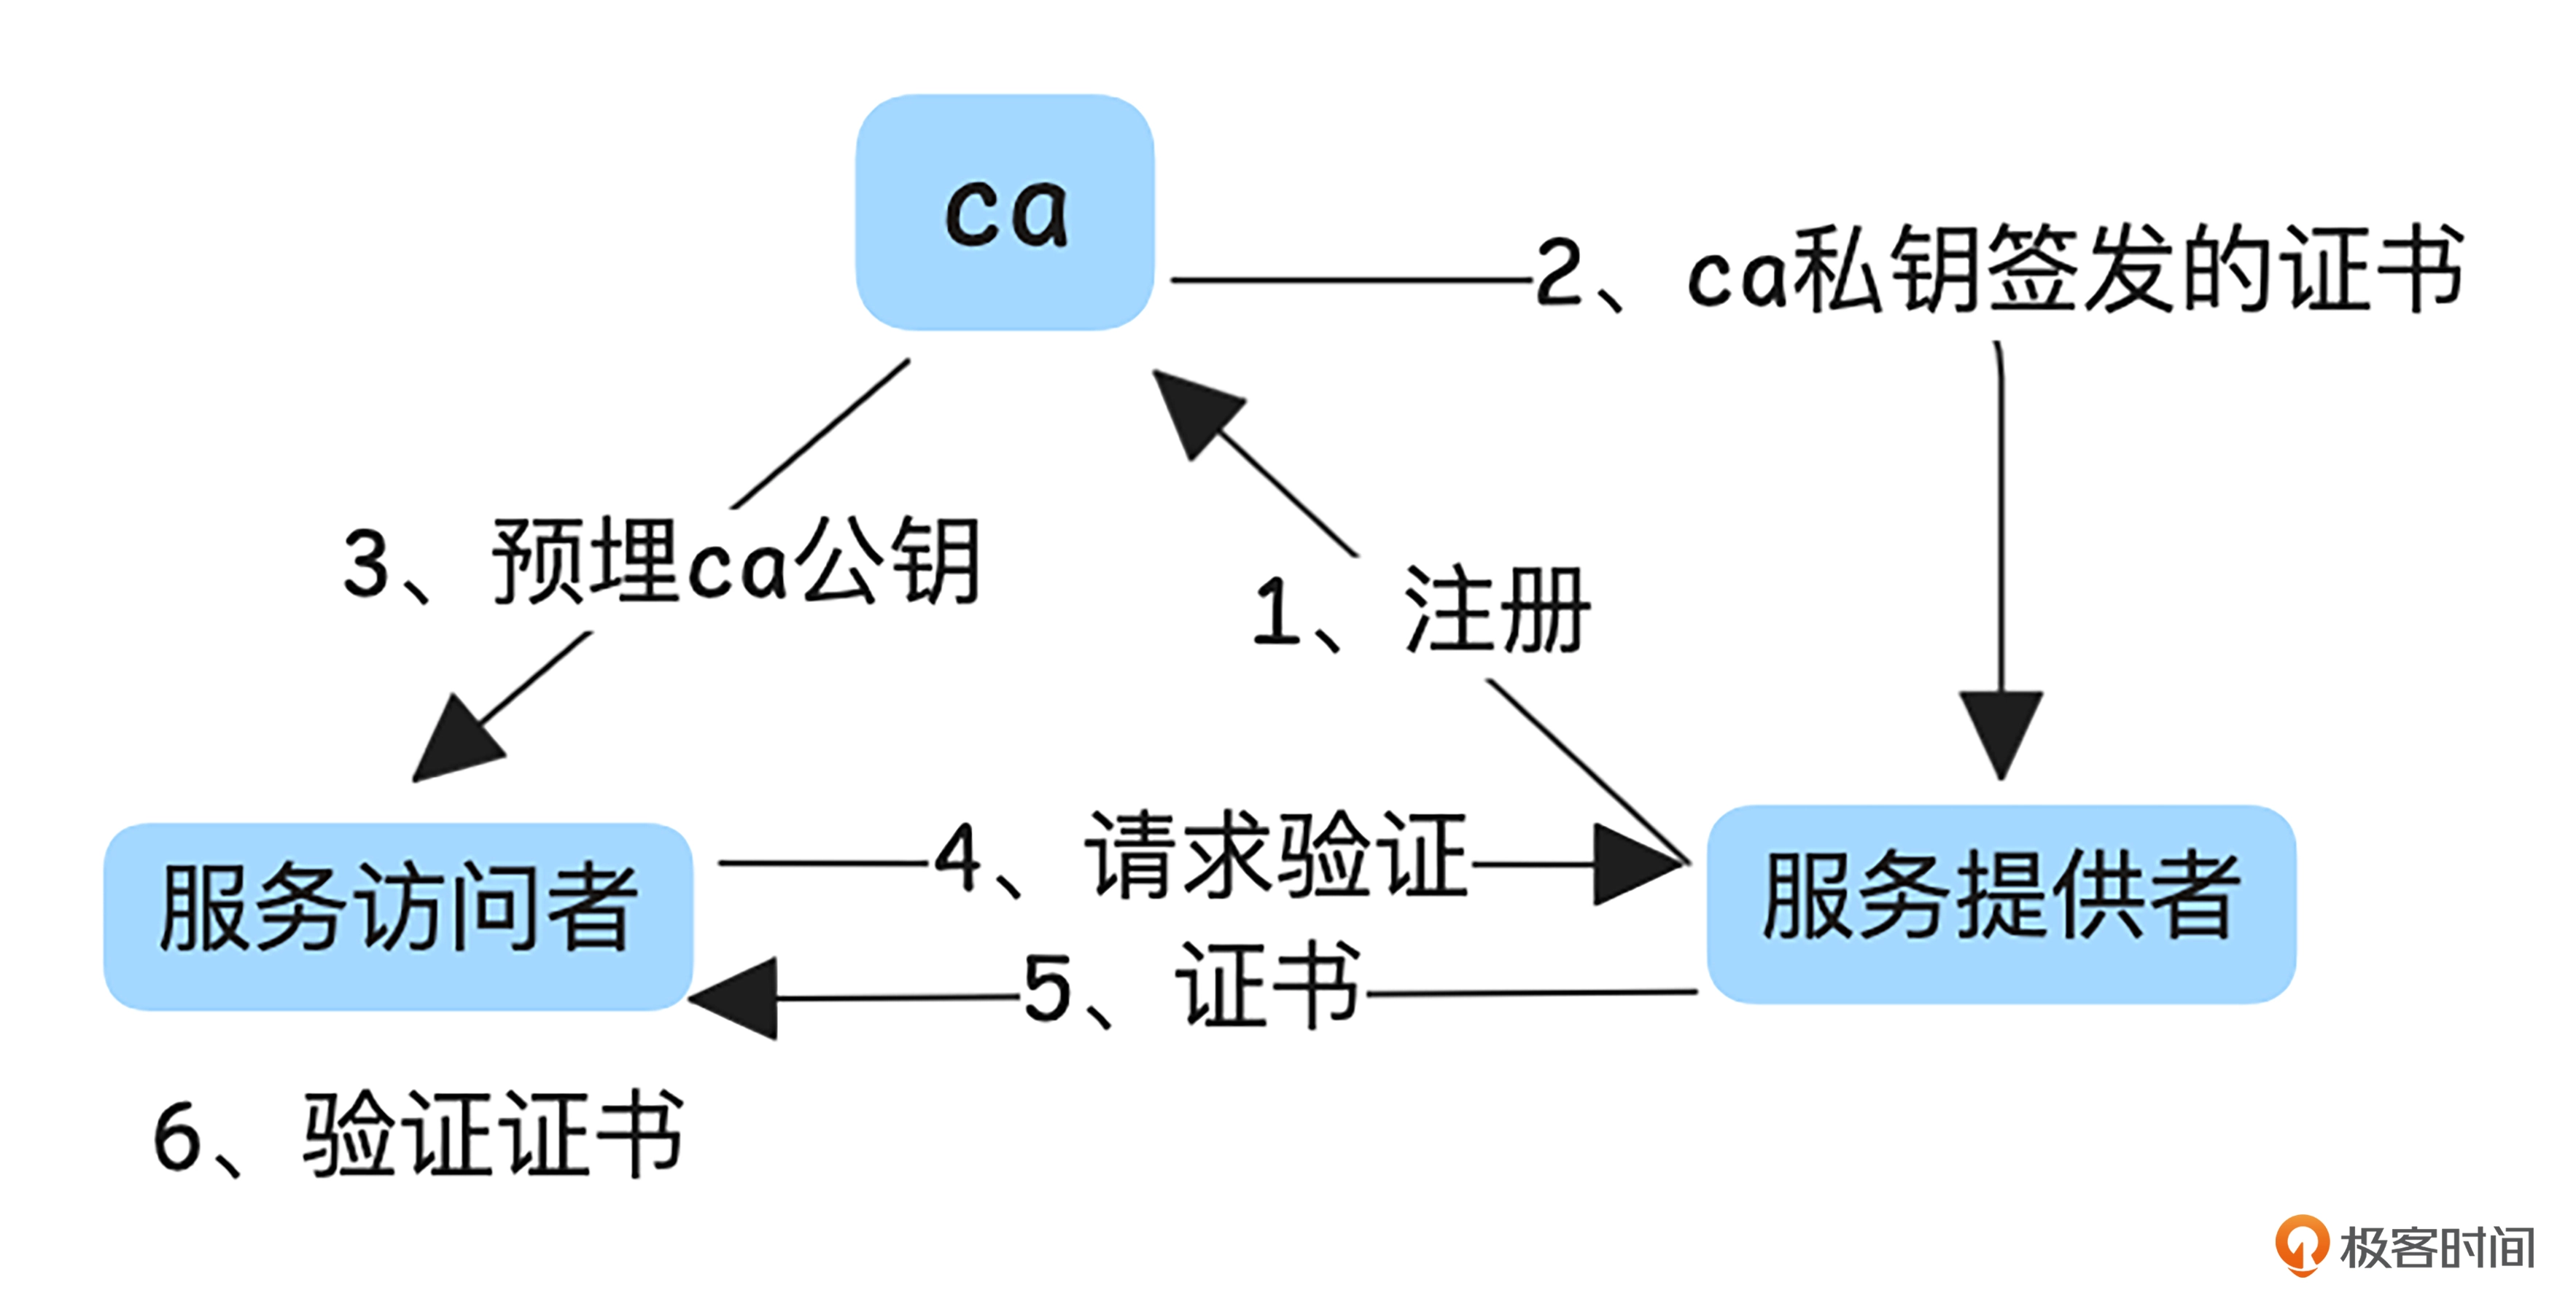 ca
2、ca私钥签发的证书
3、预埋ca公钥
1、注册
4、请求验证
服务访问者
服务提供者
5、证书
6、验证证书
极客时间